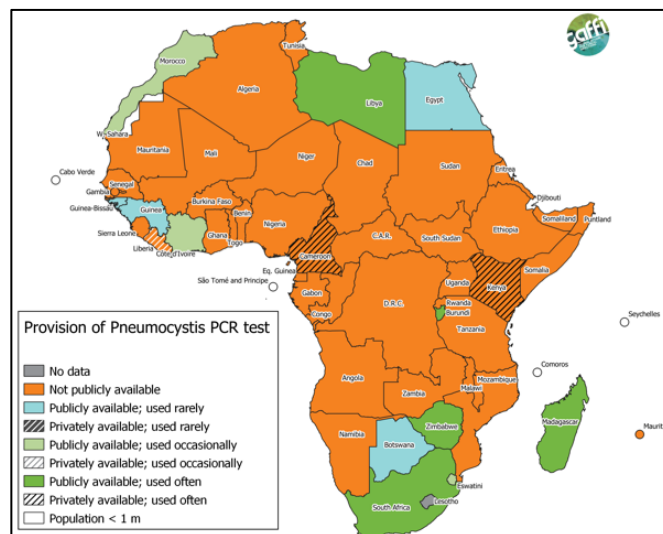 gaffi
Morocco
Tunisia
Algeria
Libya
Egypt
W. Sahara
Mauritania
Mali
Niger
Chad
Sudan
Eritrea
Cabo Verde
Senegal
Gambia
Guinea-Bissau
Guinea
Burkina Faso
Benin
Nigeria
Djibouti
Somaliland
Puntland
Sierra Leone
Liberia
Côte d'Ivoire
Ghana
Togo
Cameroon
C.A.R.
South Sudan
Ethiopia
Somalia
Eq. Guinea
São Tomé and Principe
Gabon
Congo
D.R.C.
Uganda
Kenya
Rwanda
Burundi
Tanzania
Seychelles
Comoros
Angola
Zambia
Malawi
Mozambique
Zimbabwe
Madagascar
Maurit
Namibia
Botswana
Eswatini
Lesotho
South Africa
Provision of Pneumocystis PCR test
No data
Not publicly available
Publicly available; used rarely
Privately available; used rarely
Publicly available; used occasionally
Privately available; used occasionally
Publicly available; used often
Privately available; used often
Population < 1 m